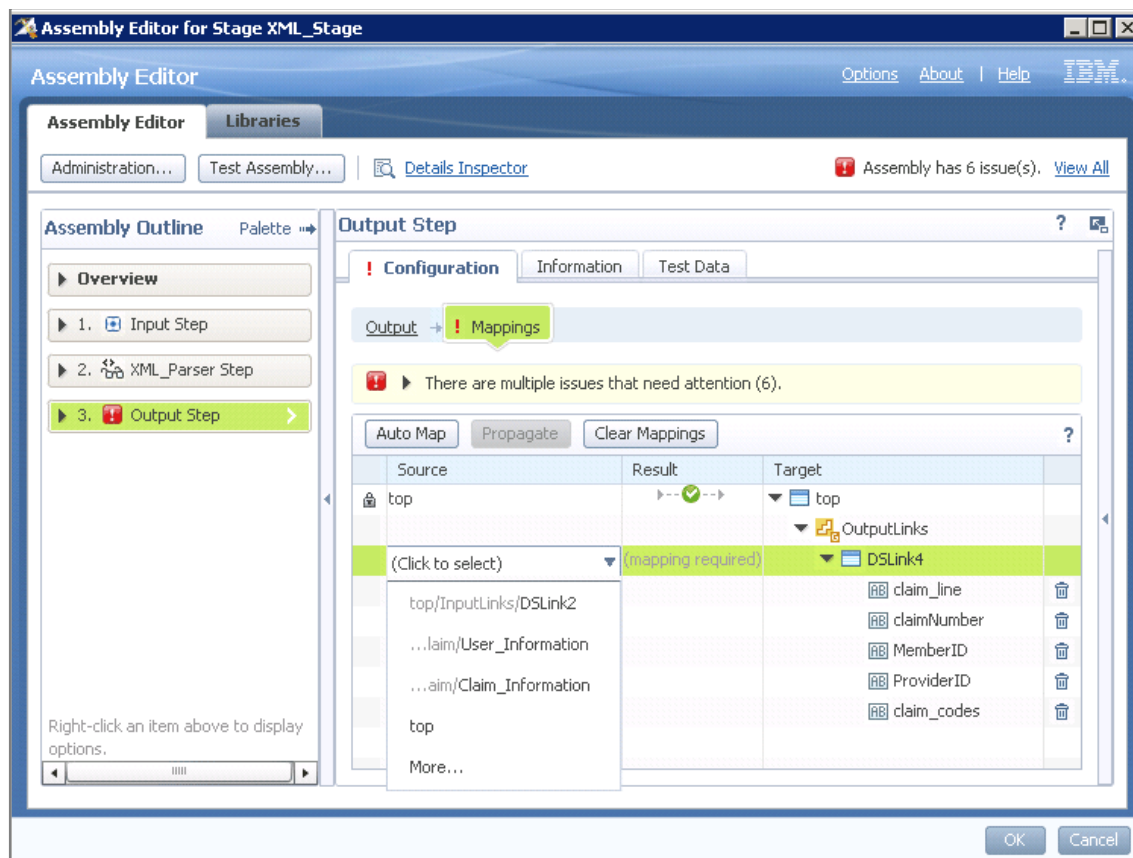 Assembly Editor for Stage XML_Stage
Assembly Editor
Options About | Help IBM.
Assembly Editor Libraries
Administration... Test Assembly... Details Inspector Assembly has 6 issue(s). View All
Assembly Outline Palette
Overview
1. Input Step
2. XML_Parser Step
3. Output Step
Right-click an item above to display
options.
Output Step ?
! Configuration Information Test Data
Output ! Mappings
There are multiple issues that need attention (6).
Auto Map Propagate Clear Mappings ?
Source Result Target
top top
OutputLinks
(Click to select) (mapping required) DSLink4
top/InputLinks/DSLink2
...laim/User_Information
...aim/Claim_Information
top
More...
AB claim_line
AB claimNumber
AB MemberID
AB ProviderID
AB claim_codes
OK Cancel